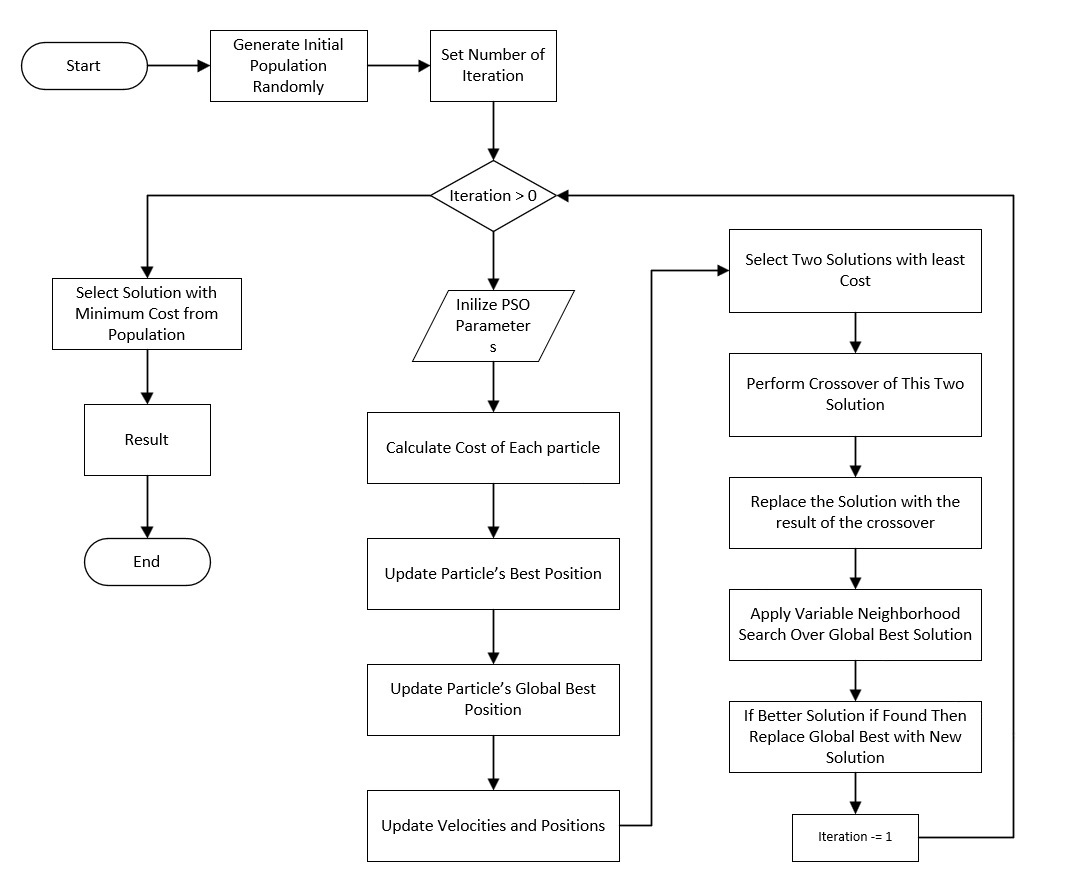 Start
Generate Initial
Population
Randomly
Set Number of
Iteration
Iteration > 0
Select Solution with
Minimum Cost from
Population
Result
End
Inilize PSO
Parameter
s
Calculate Cost of Each particle
Update Particle’s Best Position
Update Particle’s Global Best
Position
Update Velocities and Positions
Select Two Solutions with least
Cost
Perform Crossover of This Two
Solution
Replace the Solution with the
result of the crossover
Apply Variable Neighborhood
Search Over Global Best Solution
If Better Solution if Found Then
Replace Global Best with New
Solution
Iteration -= 1